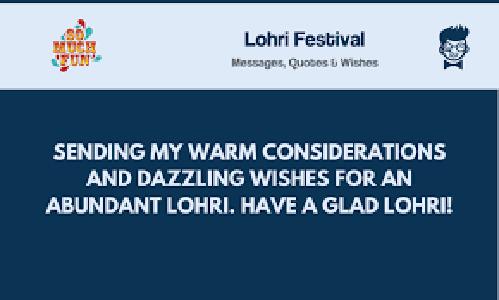 SO
MUCH
FUN
Lohri Festival
Messages, Quotes & Wishes
SENDING MY WARM CONSIDERATIONS
AND DAZZLING WISHES FOR AN
ABUNDANT LOHRI. HAVE A GLAD LOHRI!